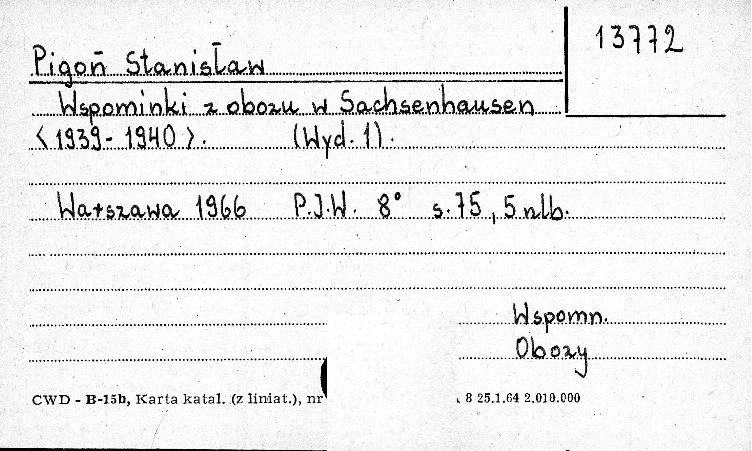 13772
Pigoń Stanisław
Wspominki z obozu w Sachsenhausen
<1939-1940>. (Wyd. 1).
Warszawa 1966 P.I.W. 8° s. 75, 5 nlb.
Wspomn.
Obozy
CWD - B-15b, Karta katal. (z liniat.), nr
8 25.1.64 2.010.000